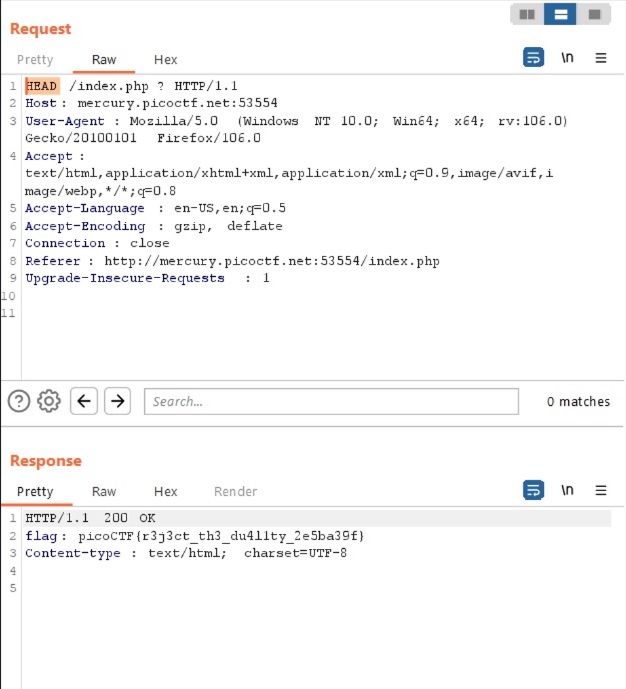 Request
Pretty Raw Hex \n
1 HEAD /index.php ? HTTP/1.1
2 Host : mercury.picoctf.net:53554
3 User-Agent : Mozilla/5.0 (Windows NT 10.0; Win64; x64; rv:106.0)
Gecko/20100101 Firefox/106.0
4 Accept :
text/html,application/xhtml+xml,application/xml;q=0.9,image/avif,i
mage/webp,*/*;q=0.8
5 Accept-Language : en-US,en;q=0.5
6 Accept-Encoding : gzip, deflate
7 Connection : close
8 Referer : http://mercury.picoctf.net:53554/index.php
9 Upgrade-Insecure-Requests : 1
10
11
? Search... 0 matches
Response
Pretty Raw Hex Render \n
1 HTTP/1.1 200 OK
2 flag : picoCTF{r3j3ct_th3_du4l1ty_2e5ba39f}
3 Content-type : text/html; charset=UTF-8
4
5